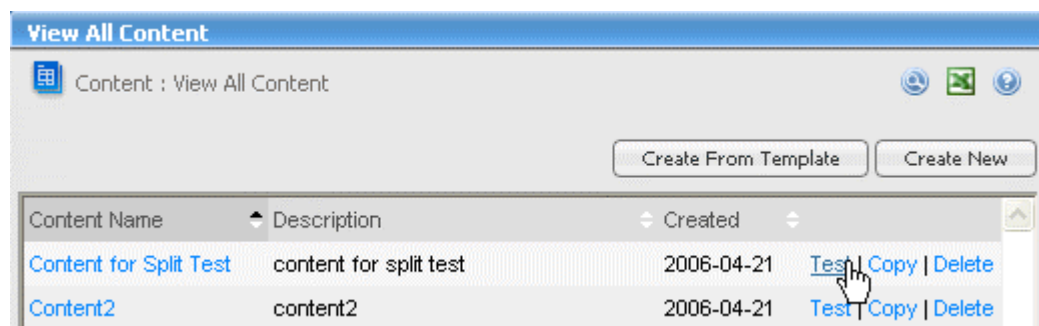 View All Content
Content : View All Content
Create From Template Create New
Content Name Description Created
Content for Split Test content for split test 2006-04-21 Test | Copy | Delete
Content2 content2 2006-04-21 Test | Copy | Delete